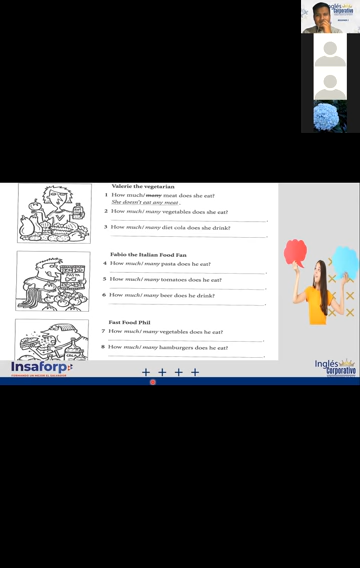 Inglés
Corporativo
Valerie the vegetarian
1 How much/ many meat does she eat?
She doesn't eat any meat.
2 How much/ many vegetables does she eat?
3 How much/ many diet cola does she drink?
Fabio the Italian Food Fan
4 How much/ many pasta does he eat?
5 How much/ many tomatoes does he eat?
6 How much/ many beer does he drink?
Fast Food Phil
7 How much/ many vegetables does he eat?
8 How much/ many hamburgers does he eat?
Insaforp
Inglés
Corporativo